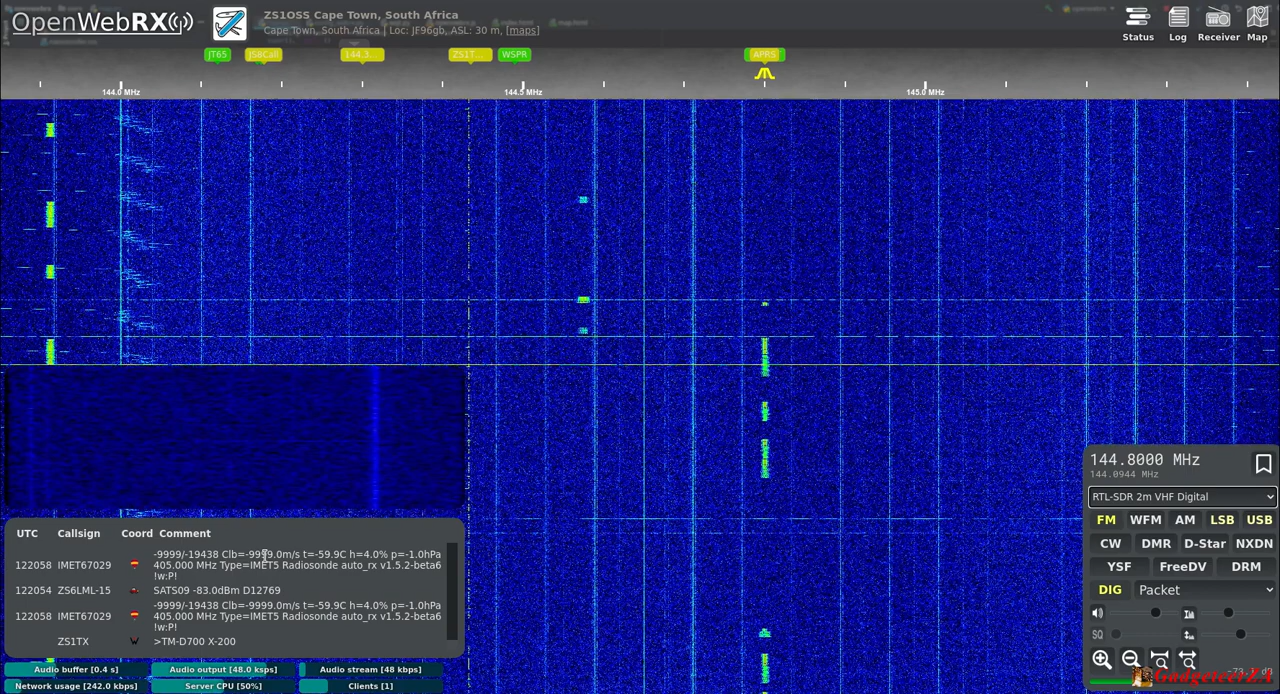 OpenWebRX
ZS1OSS Cape Town, South Africa
Cape Town, South Africa | Loc: JF96gb, ASL: 30 m, [maps]
Status
Log
Receiver
Map
JT65
JS8Call
144.3...
ZS1T...
WSPR
APRS
144.0 MHz
144.5 MHz
145.0 MHz
144.8000 MHz
144.0944 MHz
RTL-SDR 2m VHF Digital
FM WFM AM LSB USB
CW DMR D-Star NXDN
YSF FreeDV DRM
DIG Packet
SQ
UTC Callsign Coord Comment
-9999/-19438 Clb=-9999.0m/s t=-59.9C h=4.0% p=-1.0hPa
122058 IMET67029 405.000 MHz Type=IMET5 Radiosonde auto_rx v1.5.2-beta6
!w:P!
122054 ZS6LML-15 SATS09 -83.0dBm D12769
-9999/-19438 Clb=-9999.0m/s t=-59.9C h=4.0% p=-1.0hPa
122058 IMET67029 405.000 MHz Type=IMET5 Radiosonde auto_rx v1.5.2-beta6
!w:P!
ZS1TX W >TM-D700 X-200
Audio buffer [0.4 s]
Audio output [48.0 ksps]
Audio stream [48 kbps]
Network usage [242.0 kbps]
Server CPU [50%]
Clients [1]
GadgeteerZA